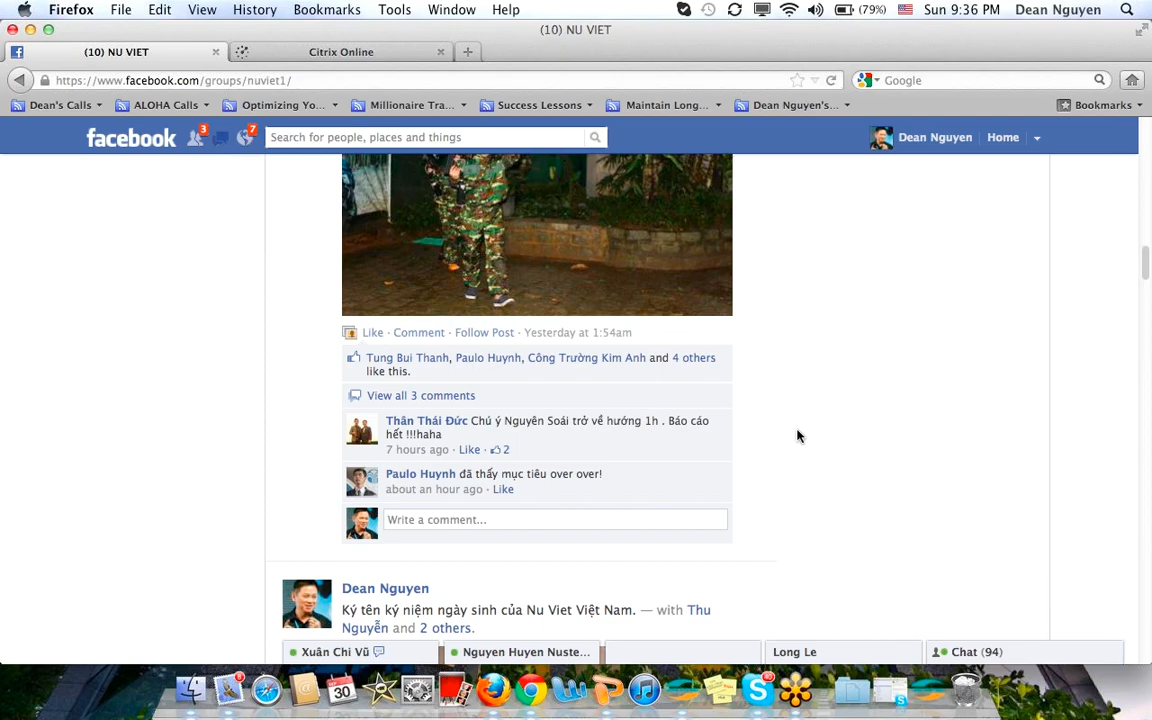 Firefox File Edit View History Bookmarks Tools Window Help (79%) Sun 9:36 PM Dean Nguyen
(10) NU VIET
(10) NU VIET Citrix Online
https://www.facebook.com/groups/nuviet1/ Google
Dean's Calls ALOHA Calls Optimizing Yo... Millionaire Tra... Success Lessons Maintain Long... Dean Nguyen's... Bookmarks
facebook 3 7 Search for people, places and things Dean Nguyen Home
Like · Comment · Follow Post · Yesterday at 1:54am
Tung Bui Thanh, Paulo Huynh, Công Trường Kim Anh and 4 others
like this.
View all 3 comments
Thân Thái Đức Chú ý Nguyên Soái trở về hướng 1h . Báo cáo
hết !!!haha
7 hours ago · Like · 2
Paulo Huynh đã thấy mục tiêu over over!
about an hour ago · Like
Write a comment...
Dean Nguyen
Ký tên ký niệm ngày sinh của Nu Viet Việt Nam. — with Thu
Nguyễn and 2 others.
Xuân Chi Vũ Nguyen Huyen Nuste... Long Le Chat (94)
30